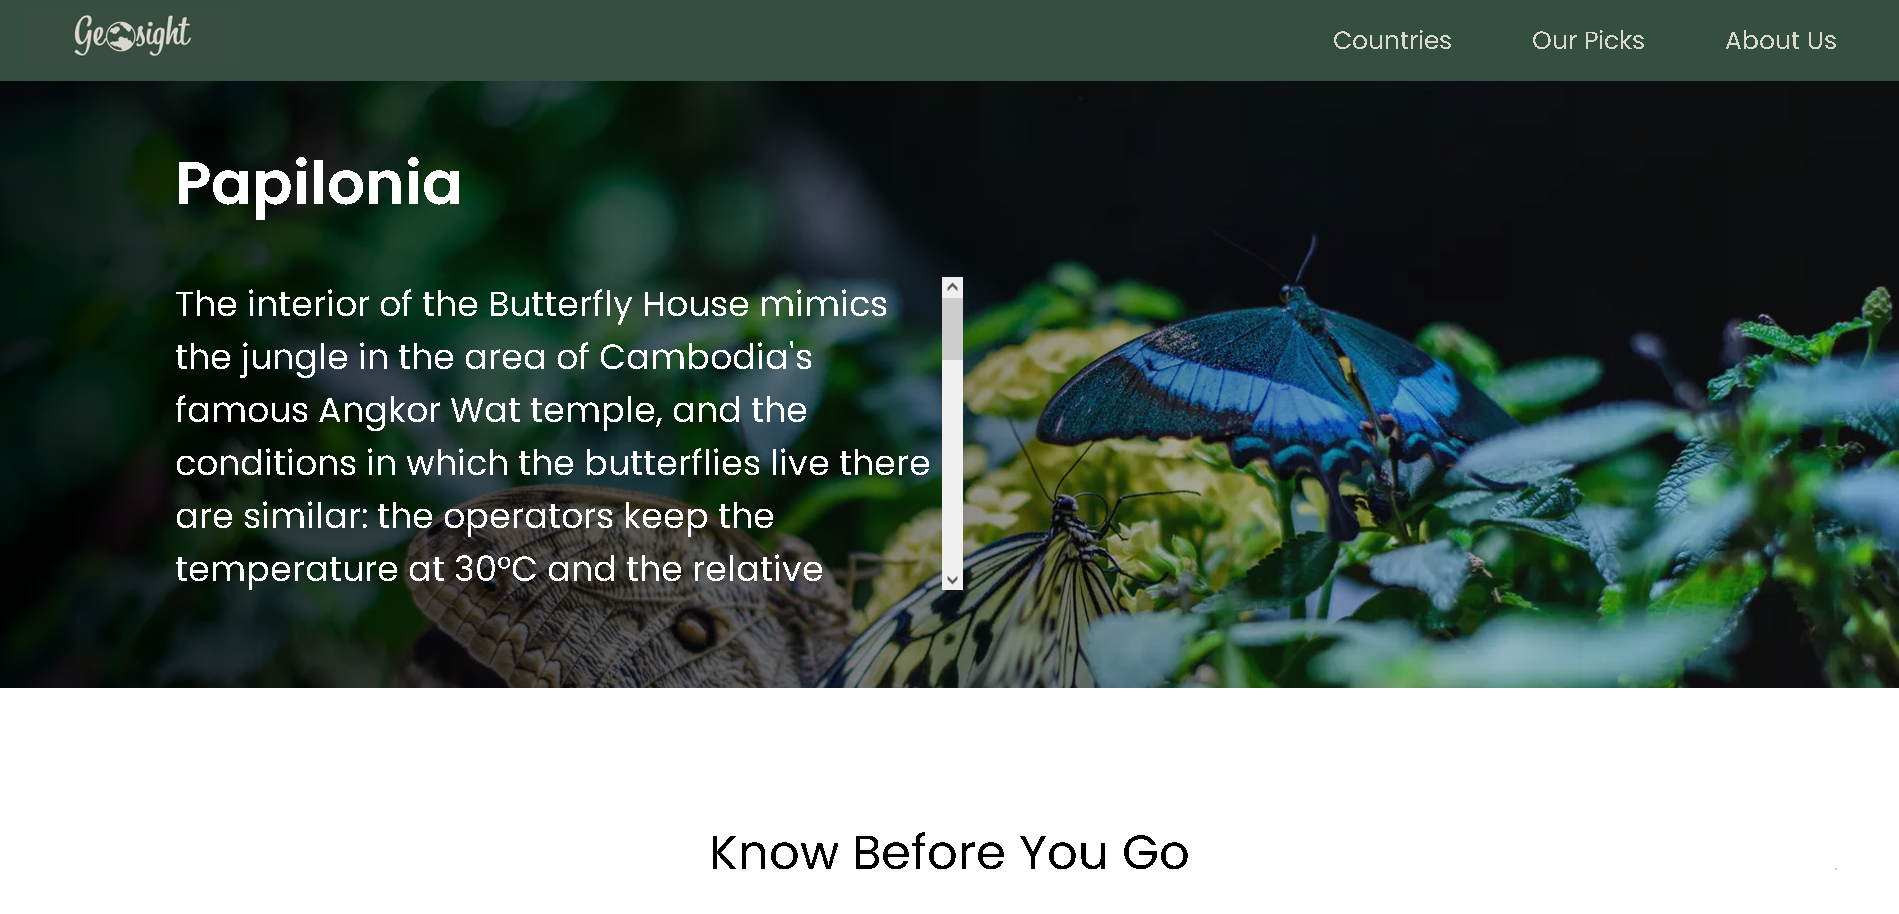 Geosight
Countries
Our Picks
About Us
Papilonia
The interior of the Butterfly House mimics
the jungle in the area of Cambodia's
famous Angkor Wat temple, and the
conditions in which the butterflies live there
are similar: the operators keep the
temperature at 30°C and the relative
Know Before You Go